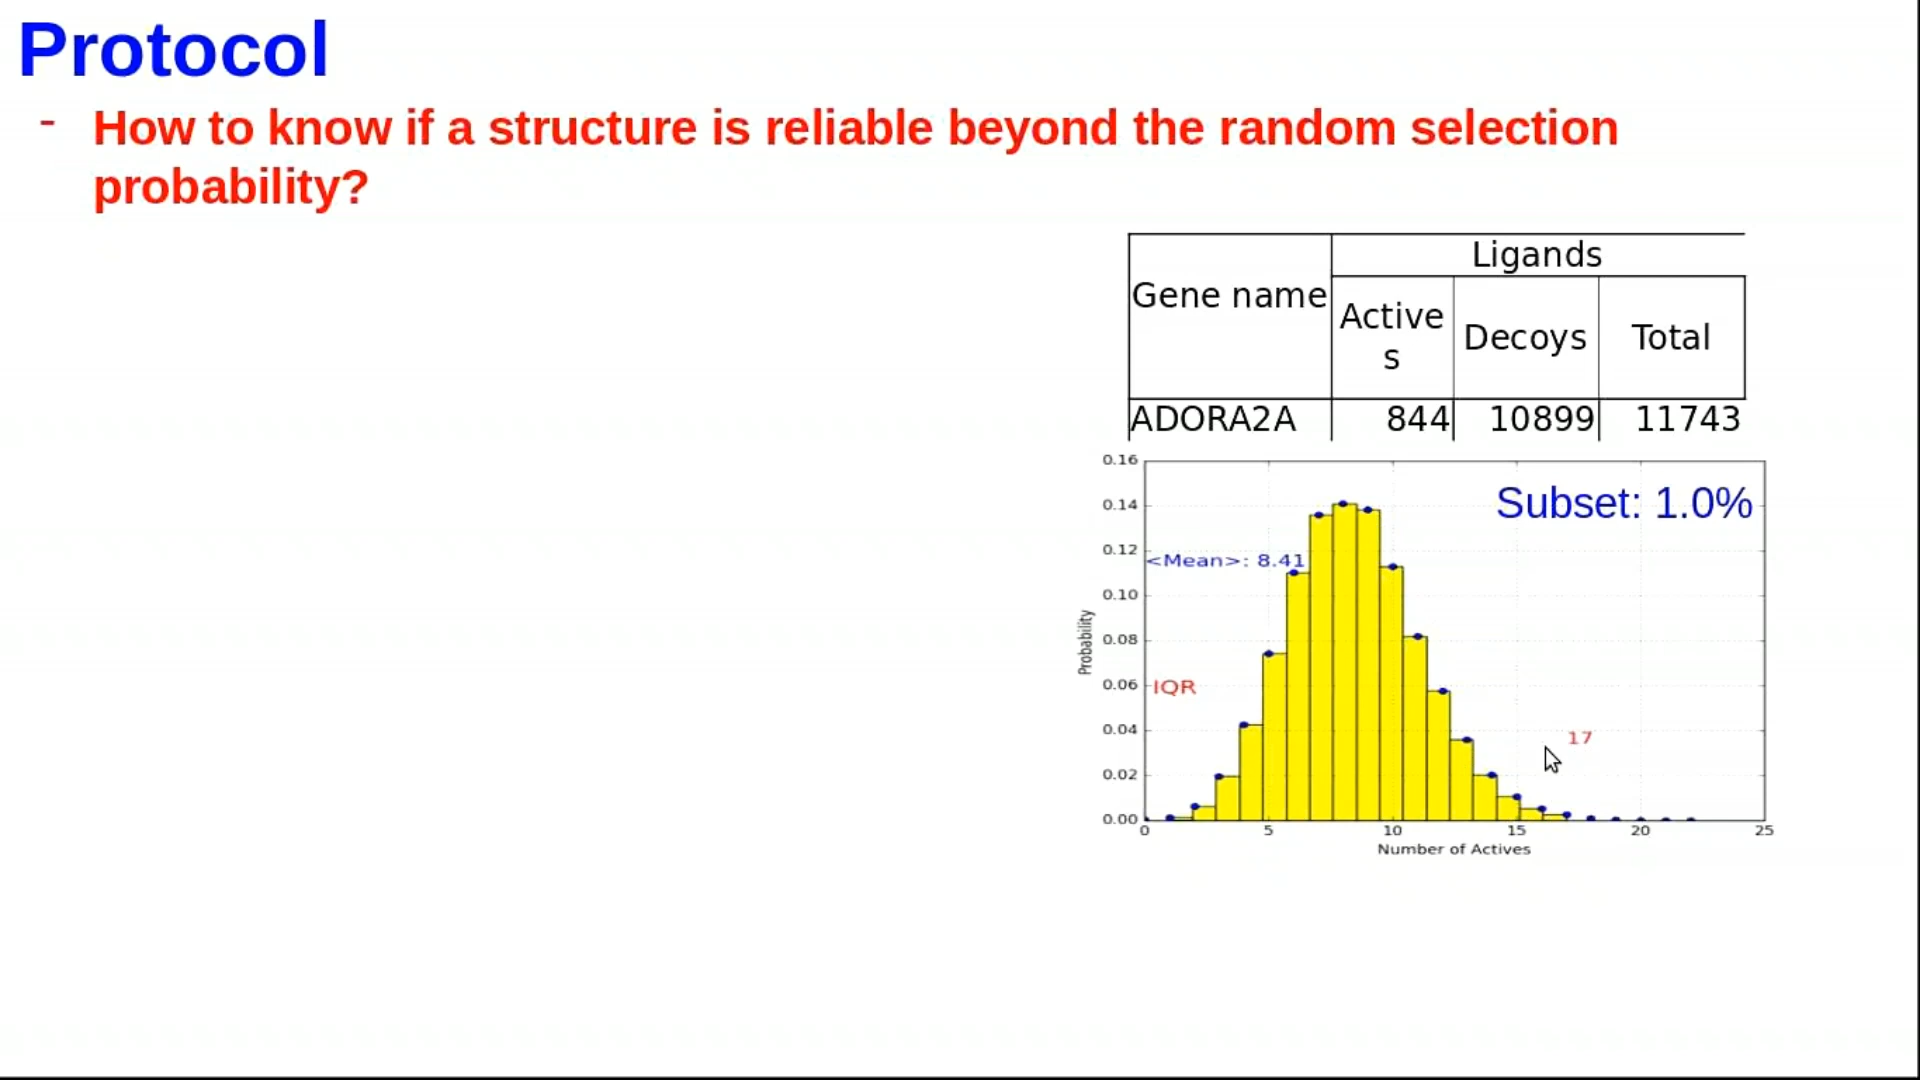 Protocol
- How to know if a structure is reliable beyond the random selection
probability?
Ligands
Gene name
Active
s
Decoys
Total
ADORA2A 844 10899 11743
0.16
Subset: 1.0%
0.14
0.12
<Mean>: 8.41
0.10
0.08
Probability
0.06
IQR
0.04
17
0.02
0.00
0 5 10 15 20 25
Number of Actives